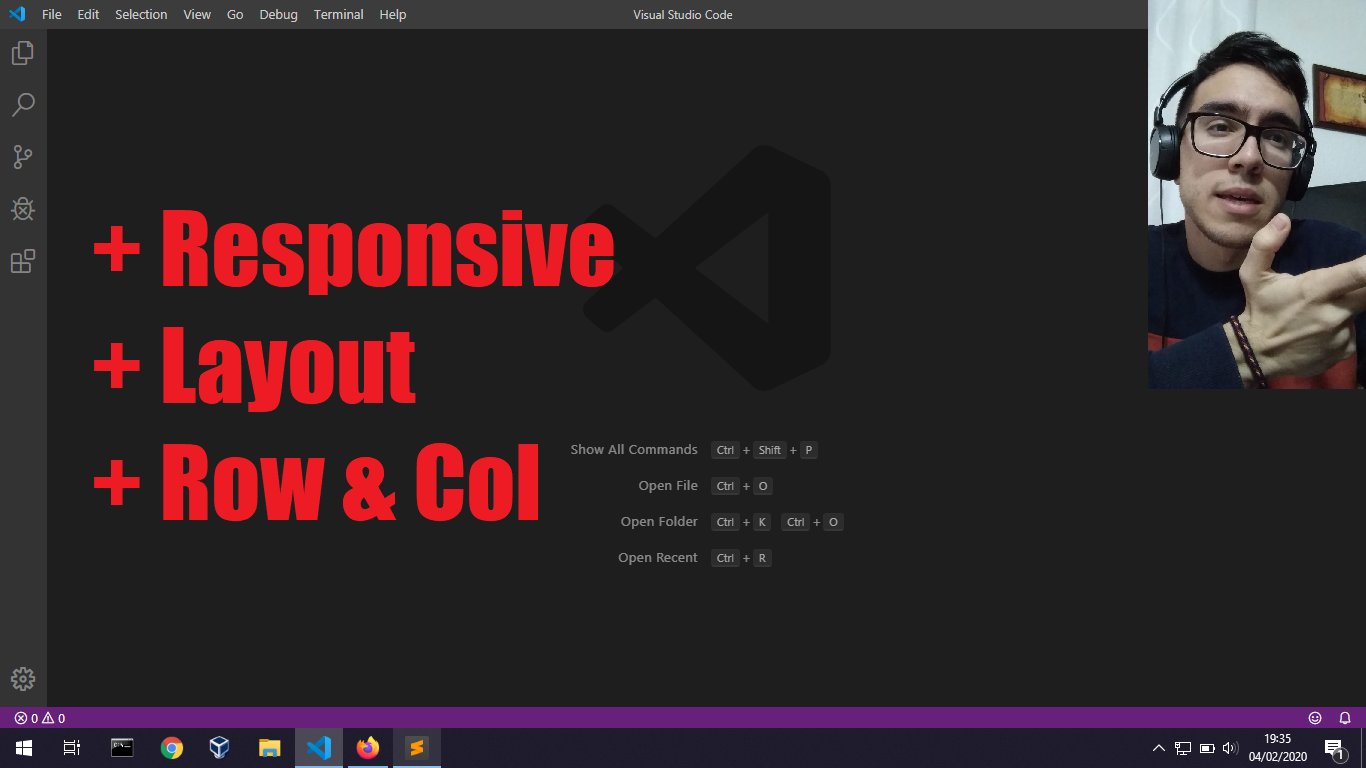 File Edit Selection View Go Debug Terminal Help Visual Studio Code
+ Responsive
+ Layout
+ Row & Col
Show All Commands Ctrl + Shift + P
Open File Ctrl + O
Open Folder Ctrl + K Ctrl + O
Open Recent Ctrl + R
0 0
19:35
04/02/2020
1